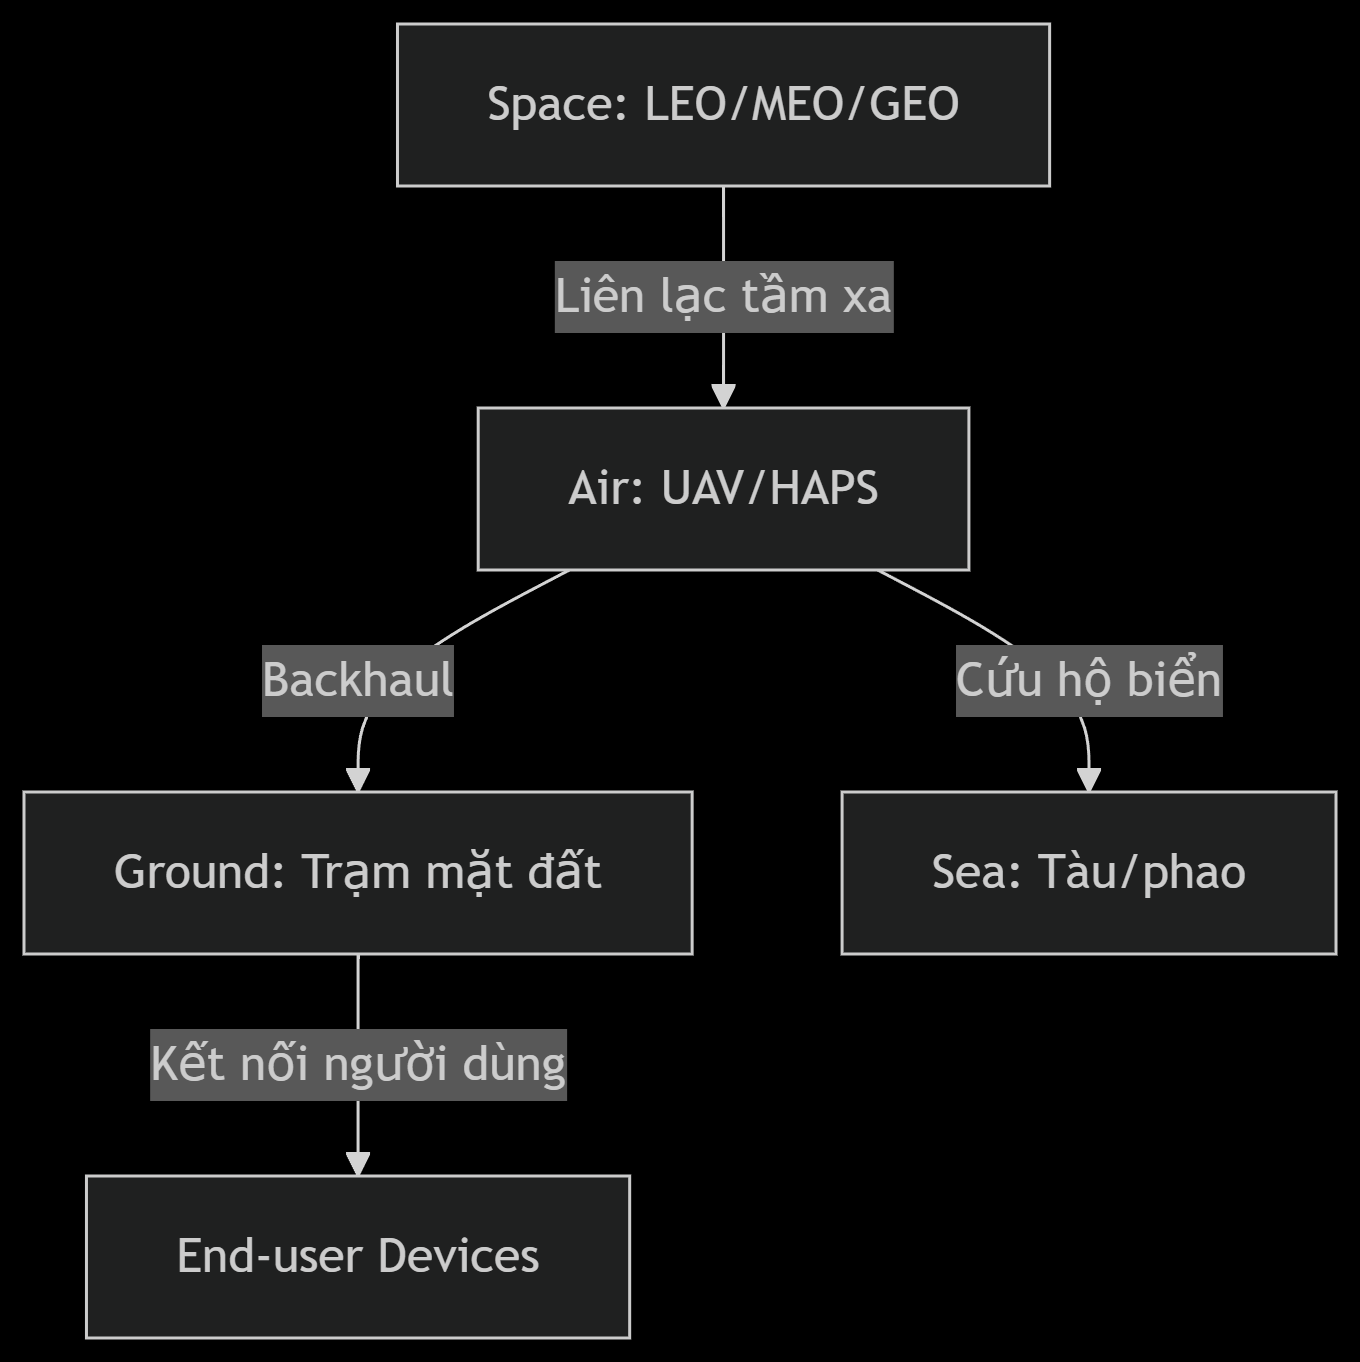 Space: LEO/MEO/GEO
Liên lạc tầm xa
Air: UAV/HAPS
Backhaul
Cứu hộ biển
Ground: Trạm mặt đất
Sea: Tàu/phao
Kết nối người dùng
End-user Devices